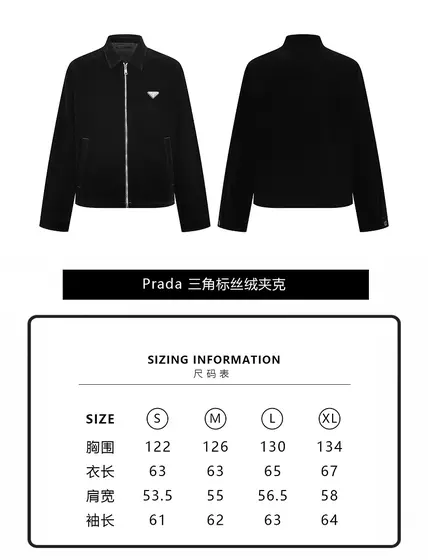 Prada 三角标丝绒夹克
SIZING INFORMATION
尺码表
SIZE S M L XL
胸围 122 126 130 134
衣长 63 63 65 67
肩宽 53.5 55 56.5 58
袖长 61 62 63 64